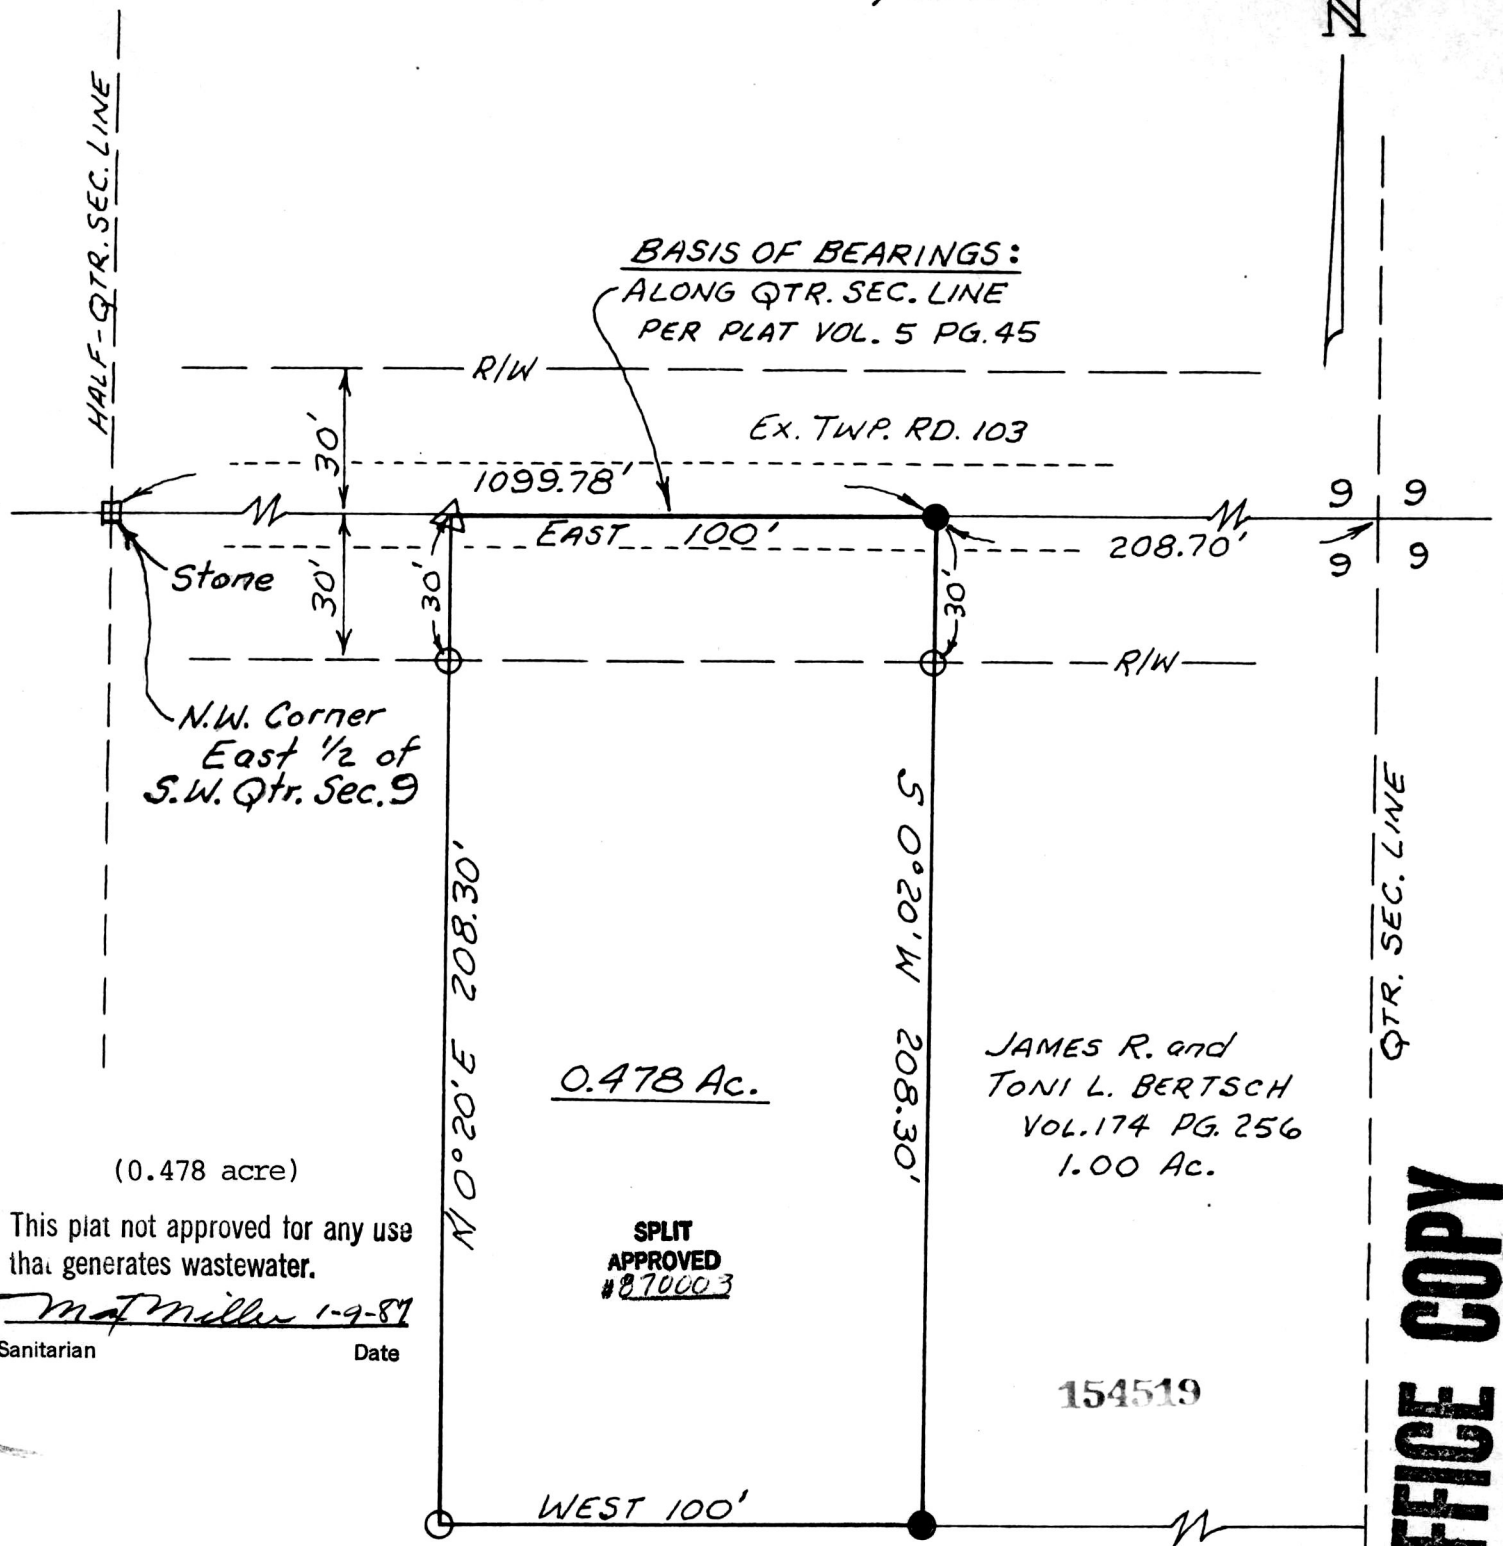 N
HALF-QTR. SEC. LINE
BASIS OF BEARINGS:
ALONG QTR. SEC. LINE
PER PLAT VOL. 5 PG. 45
R/W
30'
Ex. TWP. RD. 103
1099.78'
9 9
EAST 100'
208.70'
9 9
Stone
30'
30'
30'
R/W
N.W. Corner
East 1/2 of
S.W. Qtr. Sec. 9
N 0°20' E 208.30'
S 0°20' W 208.30'
QTR. SEC. LINE
0.478 Ac.
JAMES R. and
TONI L. BERTSCH
VOL. 174 PG. 256
1.00 Ac.
(0.478 acre)
This plat not approved for any use
that generates wastewater.
Miller 1-9-87
Sanitarian Date
SPLIT
APPROVED
#870003
154519
WEST 100'
FFICE COPY